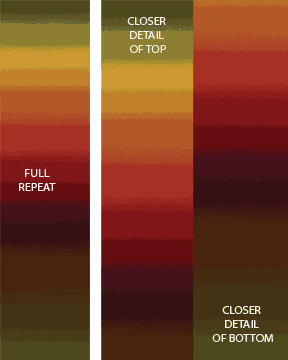 CLOSER
DETAIL
OF TOP
FULL
REPEAT
CLOSER
DETAIL
OF BOTTOM